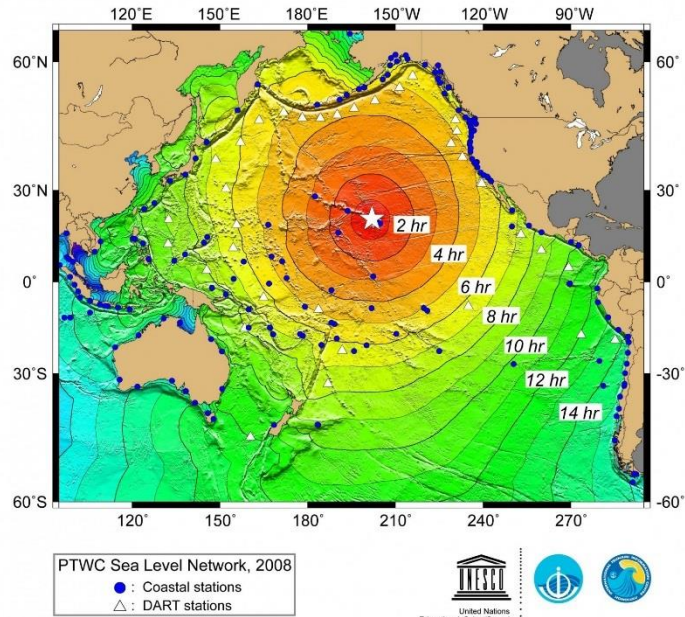 120°E 150°E 180° 150°W 120°W 90°W
60°N
30°N
0°
30°S
60°S
60°N
30°N
0°
30°S
60°S
2 hr
4 hr
6 hr
8 hr
10 hr
12 hr
14 hr
120° 150° 180° 210° 240° 270°
PTWC Sea Level Network, 2008
: Coastal stations
: DART stations
UNESCO
United Nations